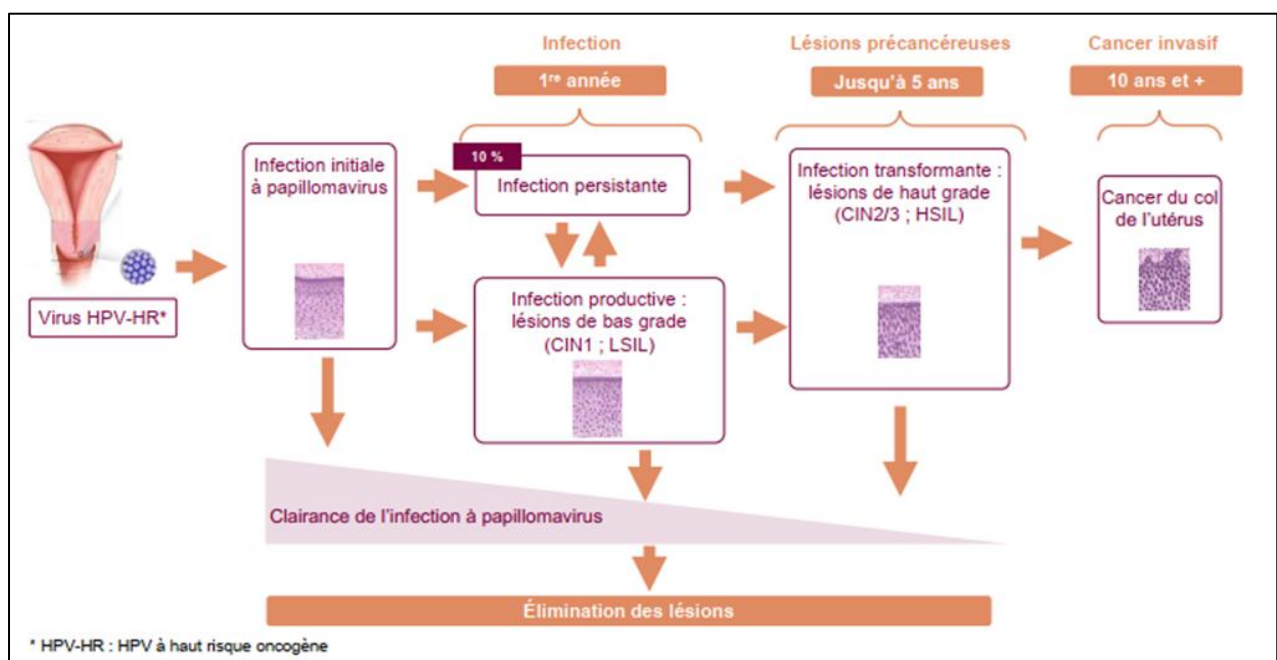 Infection
Lésions précancéreuses
Cancer invasif
1re année
Jusqu'à 5 ans
10 ans et +
Infection initiale
à papillomavirus
10 %
Infection persistante
Infection transformante :
lésions de haut grade
(CIN2/3 ; HSIL)
Cancer du col
de l'utérus
Virus HPV-HR*
Infection productive :
lésions de bas grade
(CIN1 ; LSIL)
Clairance de l'infection à papillomavirus
Élimination des lésions
* HPV-HR : HPV à haut risque oncogène